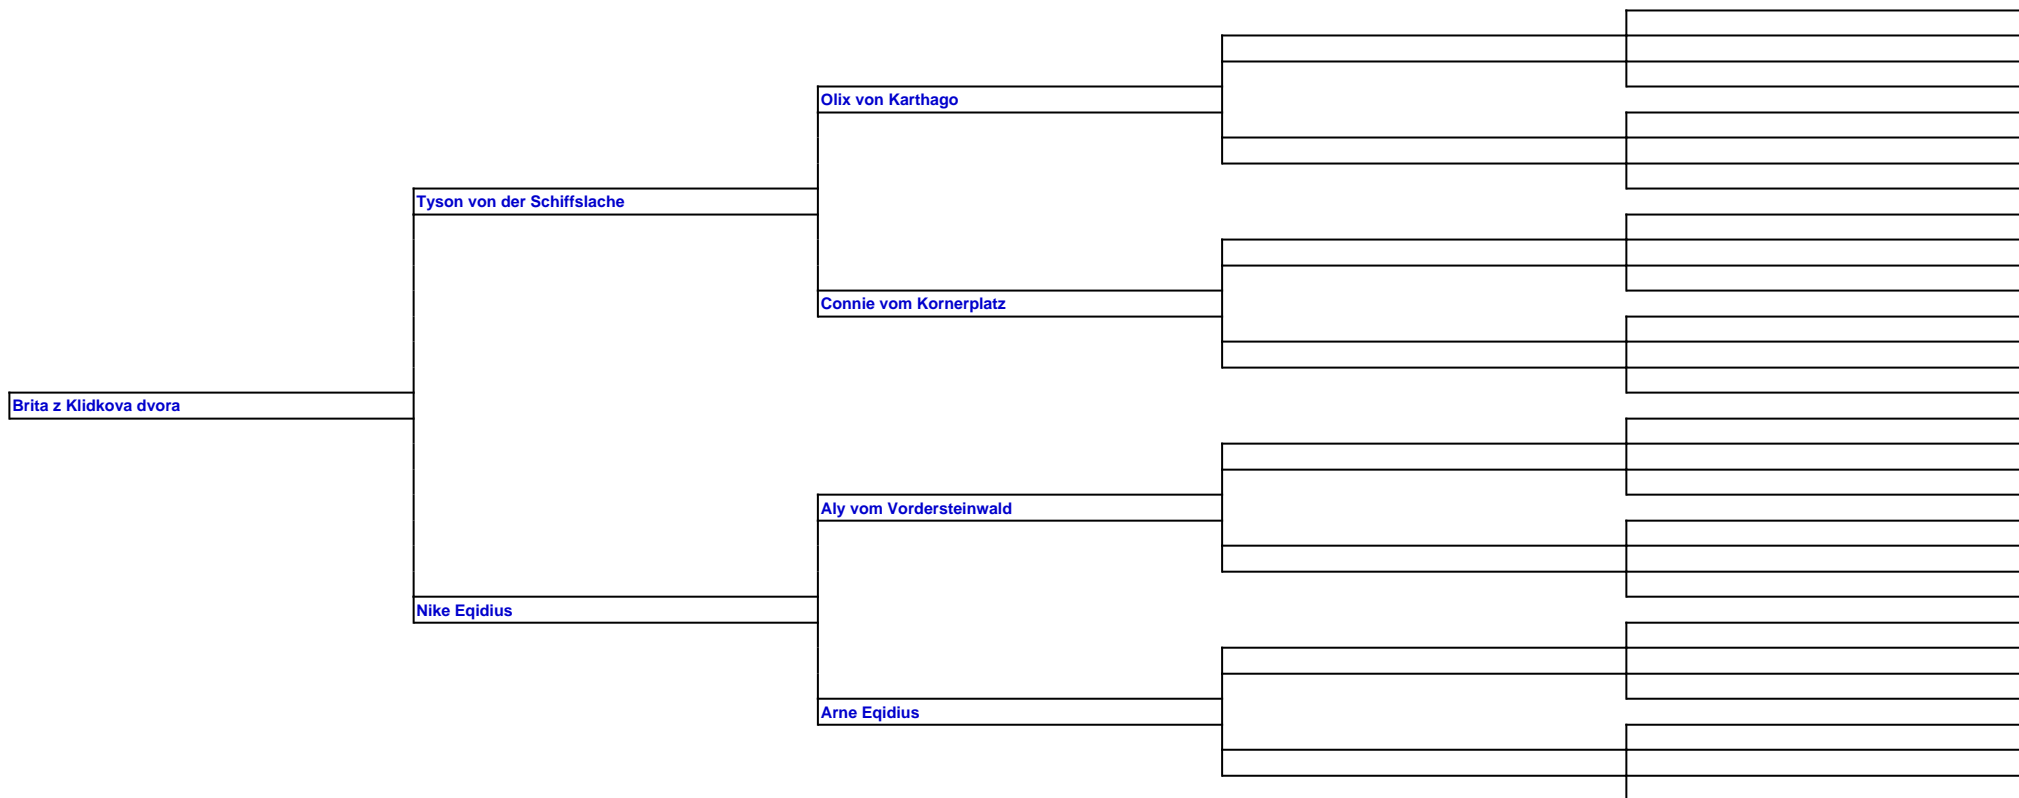 Olix von Karthago
Tyson von der Schiffslache
Connie vom Kornerplatz
Brita z Klidkova dvora
Aly vom Vordersteinwald
Nike Eqidius
Arne Eqidius